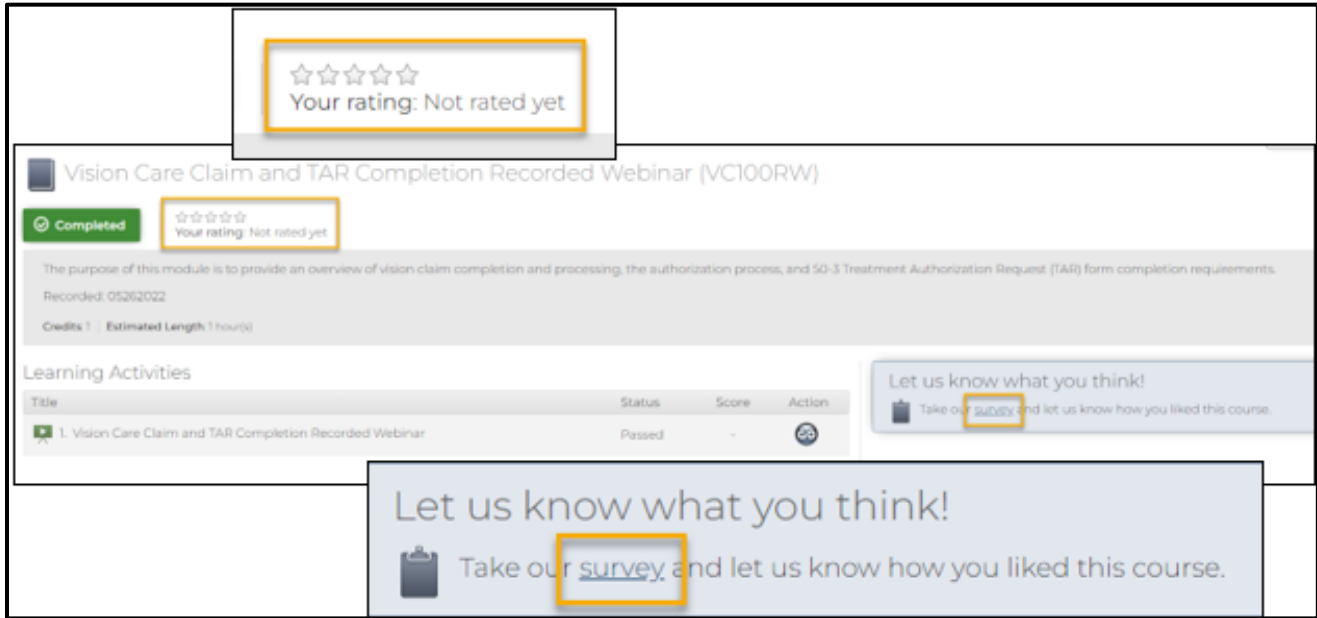 Your rating: Not rated yet
Vision Care Claim and TAR Completion Recorded Webinar (VC100RW)
Completed
Your rating: Not rated yet
The purpose of this module is to provide an overview of vision claim completion and processing, the authorization process, and 50-3 Treatment Authorization Request (TAR) form completion requirements.
Recorded: 05262022
Credits 1 | Estimated Length 1 hour(s)
Learning Activities
Title Status Score Action
1. Vision Care Claim and TAR Completion Recorded Webinar Passed -
Let us know what you think!
Take our survey and let us know how you liked this course.
Let us know what you think!
Take our survey and let us know how you liked this course.